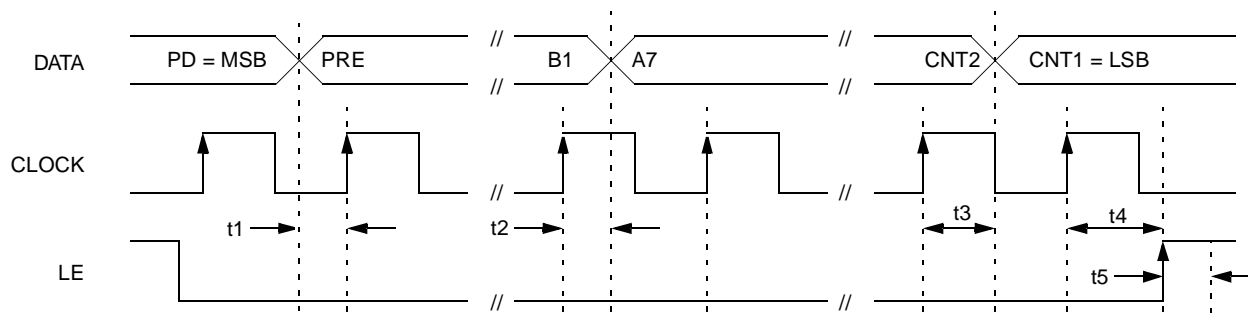 DATA PD = MSB PRE // B1 A7 // CNT2 CNT1 = LSB
//
//
CLOCK
// //
t1 t2 t3 t4
LE t5
// //